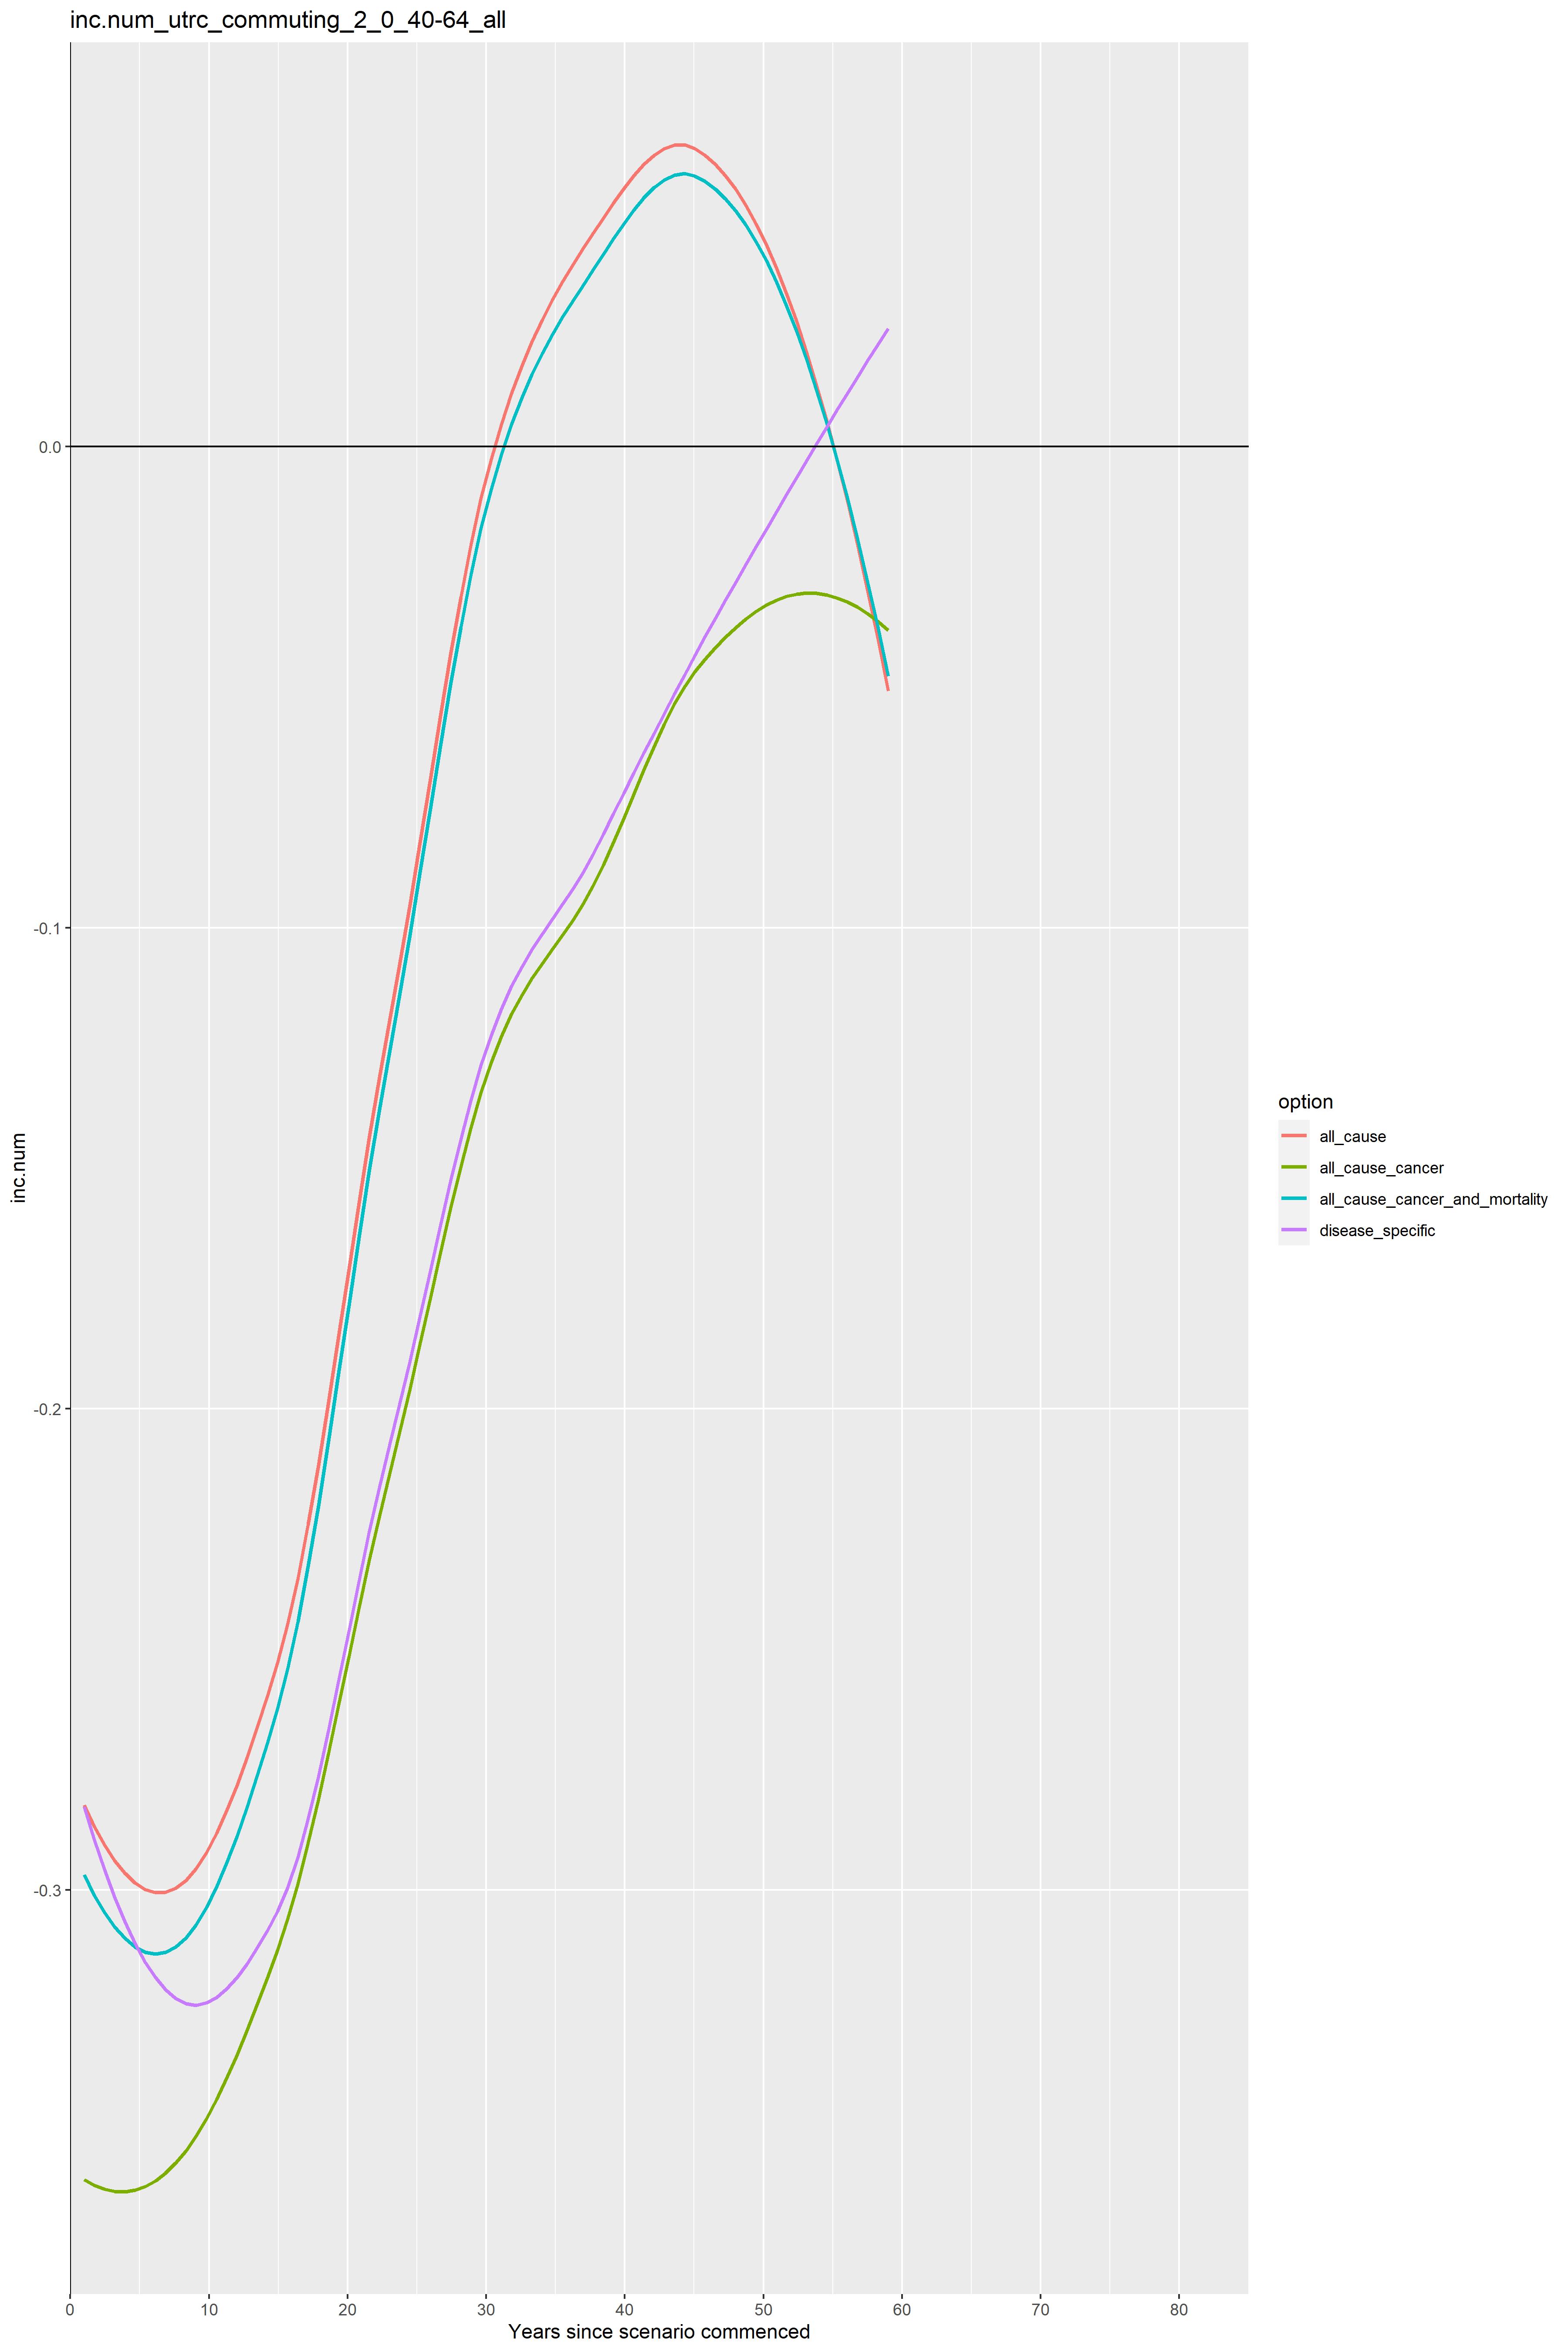 inc.num_utrc_commuting_2_0_40-64_all
inc.num
0.0
-0.1
-0.2
-0.3
0 10 20 30 40 50 60 70 80
Years since scenario commenced
option
all_cause
all_cause_cancer
all_cause_cancer_and_mortality
disease_specific